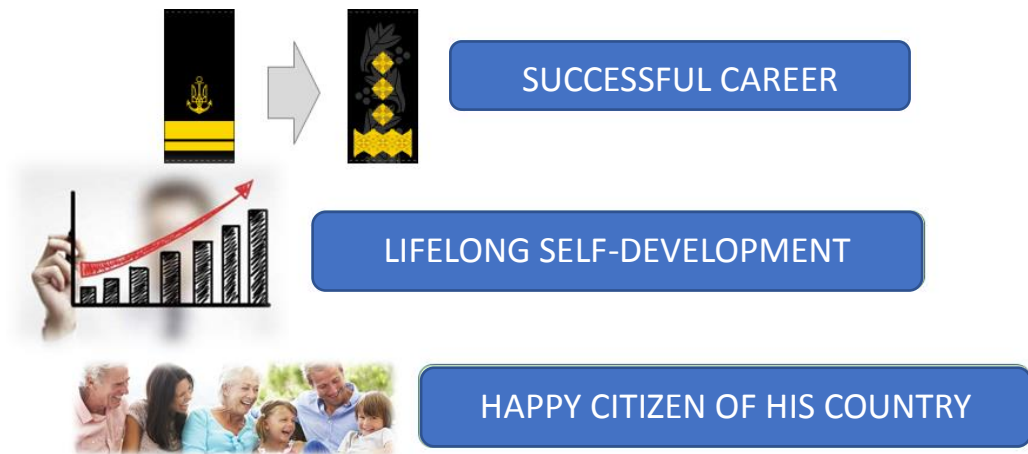 SUCCESSFUL CAREER
LIFELONG SELF-DEVELOPMENT
HAPPY CITIZEN OF HIS COUNTRY